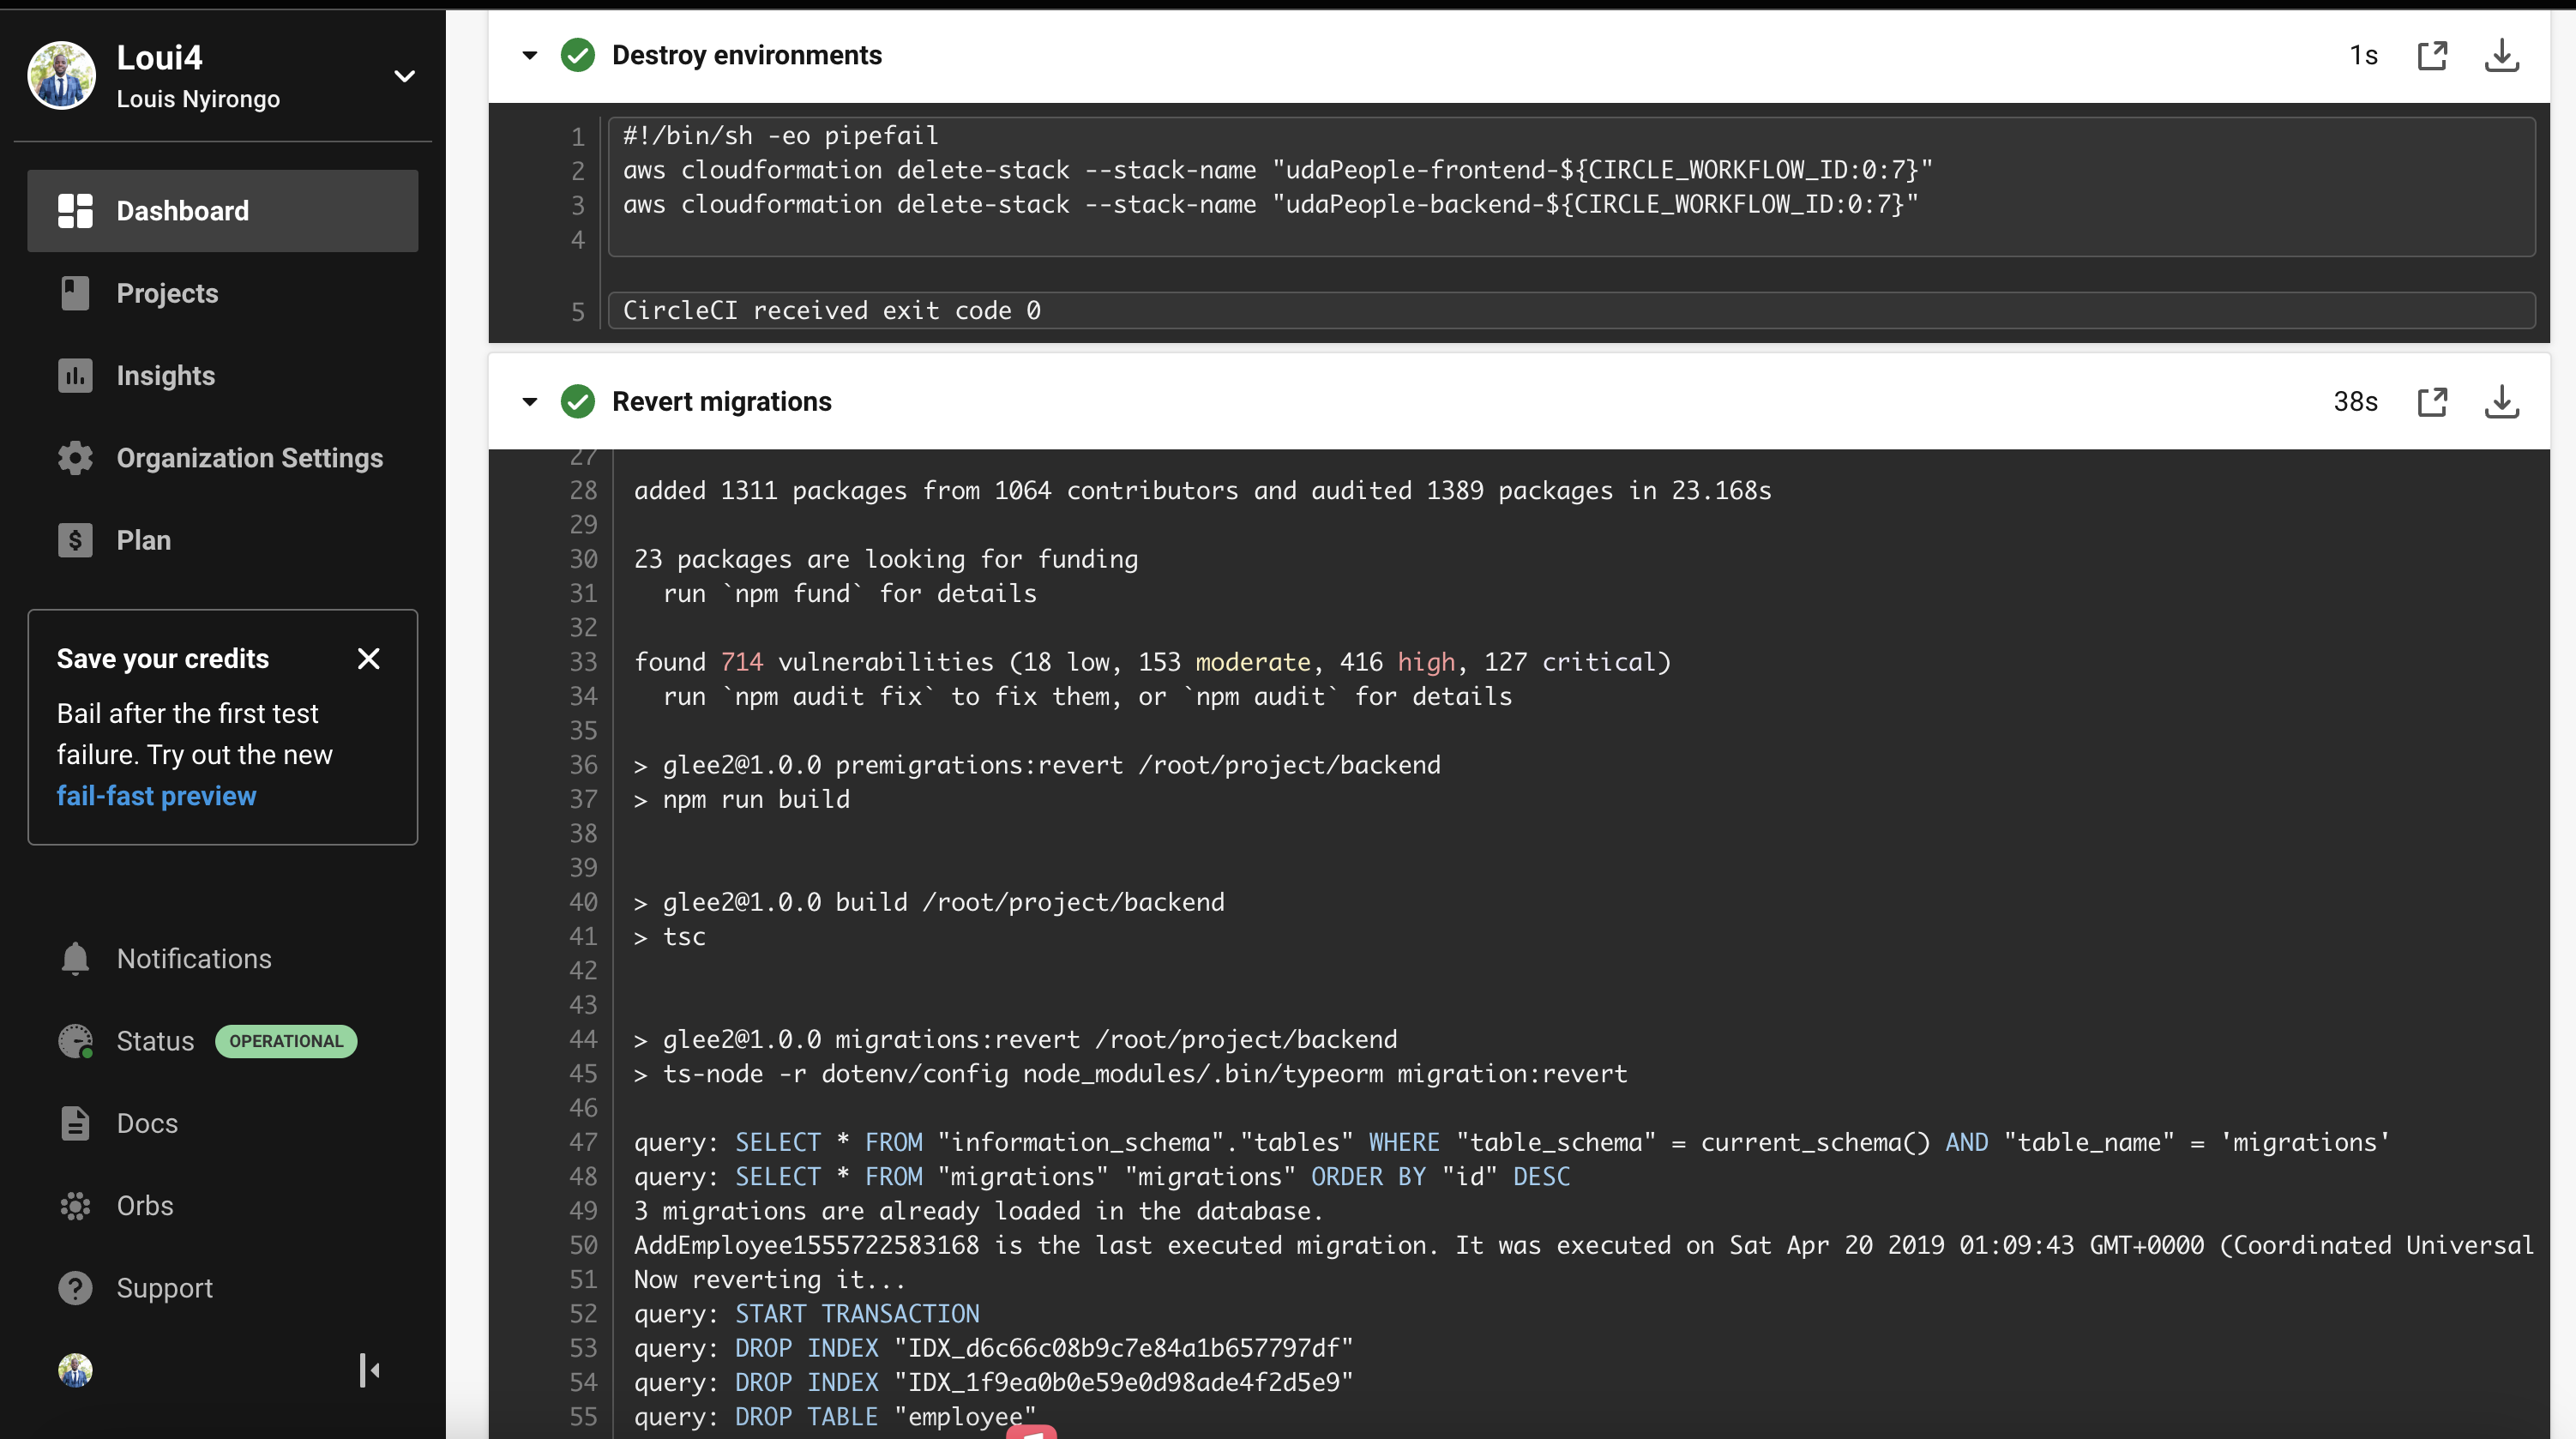 Loui4
Louis Nyirongo
Dashboard
Projects
Insights
Organization Settings
Plan
Save your credits
Bail after the first test
failure. Try out the new
fail-fast preview
Notifications
Status OPERATIONAL
Docs
Orbs
Support
Destroy environments 1s
1 #!/bin/sh -eo pipefail
2 aws cloudformation delete-stack --stack-name "udaPeople-frontend-${CIRCLE_WORKFLOW_ID:0:7}"
3 aws cloudformation delete-stack --stack-name "udaPeople-backend-${CIRCLE_WORKFLOW_ID:0:7}"
4
5 CircleCI received exit code 0
Revert migrations 38s
27
28 added 1311 packages from 1064 contributors and audited 1389 packages in 23.168s
29
30 23 packages are looking for funding
31 run `npm fund` for details
32
33 found 714 vulnerabilities (18 low, 153 moderate, 416 high, 127 critical)
34 run `npm audit fix` to fix them, or `npm audit` for details
35
36 > glee2@1.0.0 premigrations:revert /root/project/backend
37 > npm run build
38
39
40 > glee2@1.0.0 build /root/project/backend
41 > tsc
42
43
44 > glee2@1.0.0 migrations:revert /root/project/backend
45 > ts-node -r dotenv/config node_modules/.bin/typeorm migration:revert
46
47 query: SELECT * FROM "information_schema"."tables" WHERE "table_schema" = current_schema() AND "table_name" = 'migrations'
48 query: SELECT * FROM "migrations" "migrations" ORDER BY "id" DESC
49 3 migrations are already loaded in the database.
50 AddEmployee1555722583168 is the last executed migration. It was executed on Sat Apr 20 2019 01:09:43 GMT+0000 (Coordinated Universal
51 Now reverting it...
52 query: START TRANSACTION
53 query: DROP INDEX "IDX_d6c66c08b9c7e84a1b657797df"
54 query: DROP INDEX "IDX_1f9ea0b0e59e0d98ade4f2d5e9"
55 query: DROP TABLE "employee"